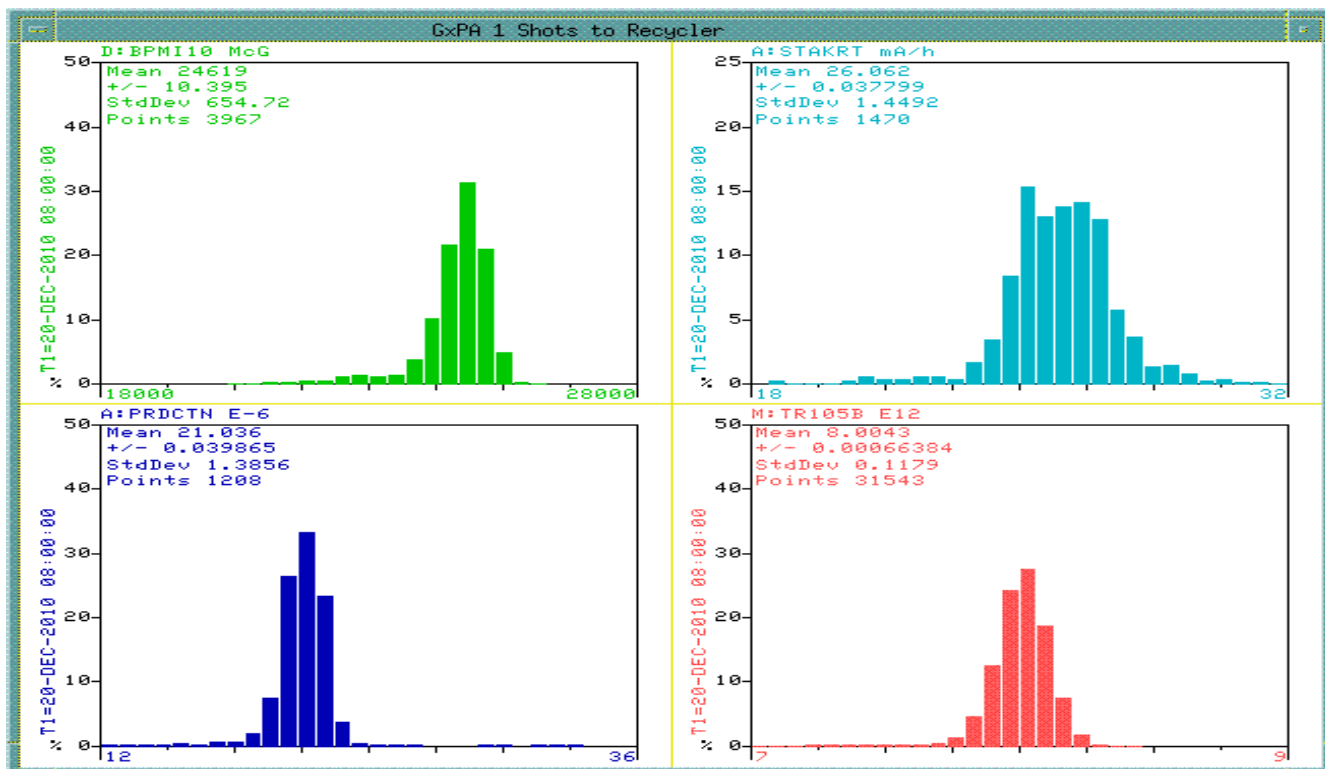 GxPA 1 Shots to Recycler
D:BPMI10 McG
50
40
30
20
10
% 0
Mean 24619
+/- 10.395
StdDev 654.72
Points 3967
T1=20-DEC-2010 08:00:00
18000 28000
A:STAKRT mA/h
25
20
15
10
5
% 0
Mean 26.062
+/- 0.037799
StdDev 1.4492
Points 1470
T1=20-DEC-2010 08:00:00
18 32
A:PRDCTN E-6
50
40
30
20
10
% 0
Mean 21.036
+/- 0.039865
StdDev 1.3856
Points 1208
T1=20-DEC-2010 08:00:00
12 36
M:TR105B E12
50
40
30
20
10
% 0
Mean 8.0043
+/- 0.00066384
StdDev 0.1179
Points 31543
T1=20-DEC-2010 08:00:00
7 9